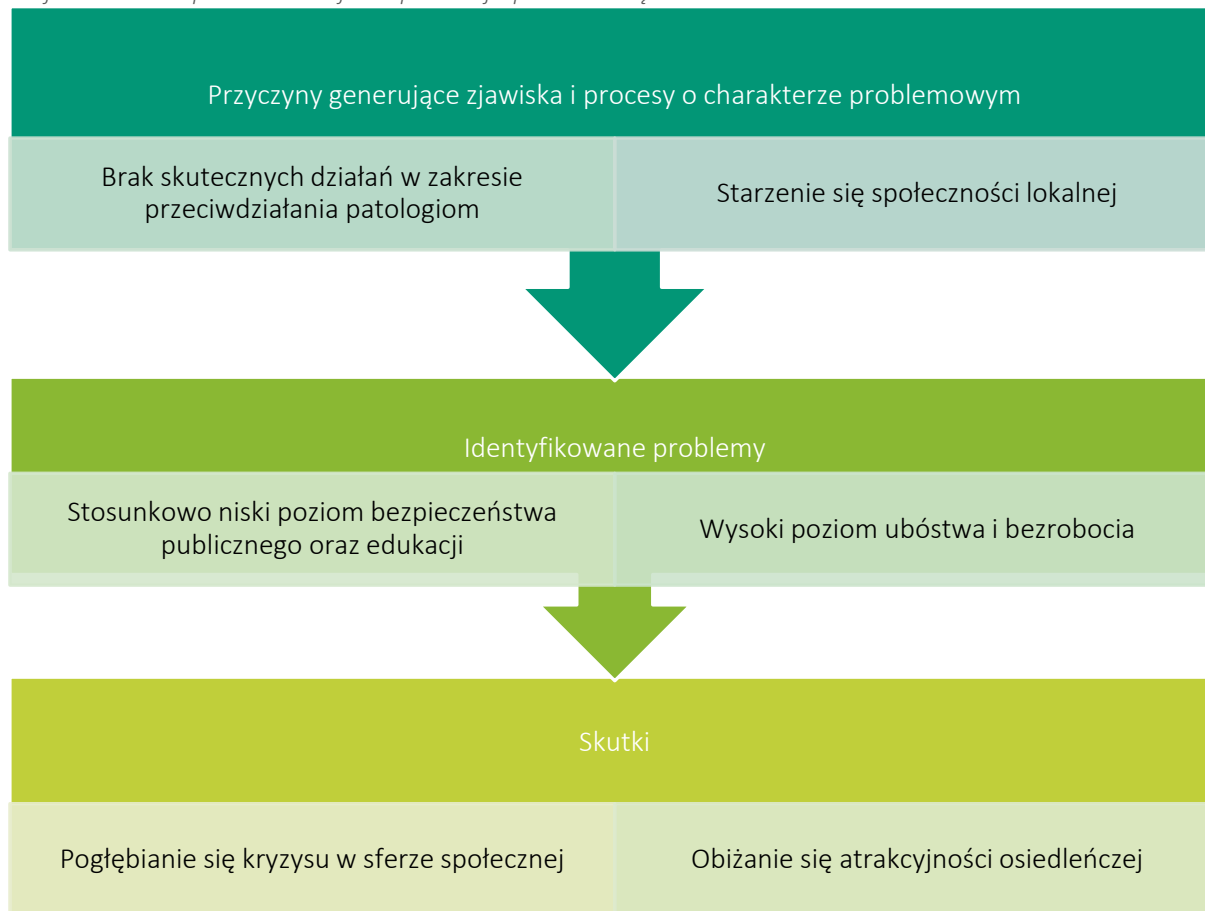 Przyczyny generujące zjawiska i procesy o charakterze problemowym
Brak skutecznych działań w zakresie
przeciwdziałania patologiom
Starzenie się społeczności lokalnej
Identyfikowane problemy
Stosunkowo niski poziom bezpieczeństwa
publicznego oraz edukacji
Wysoki poziom ubóstwa i bezrobocia
Skutki
Pogłębianie się kryzysu w sferze społecznej
Obiżanie się atrakcyjności osiedleńczej